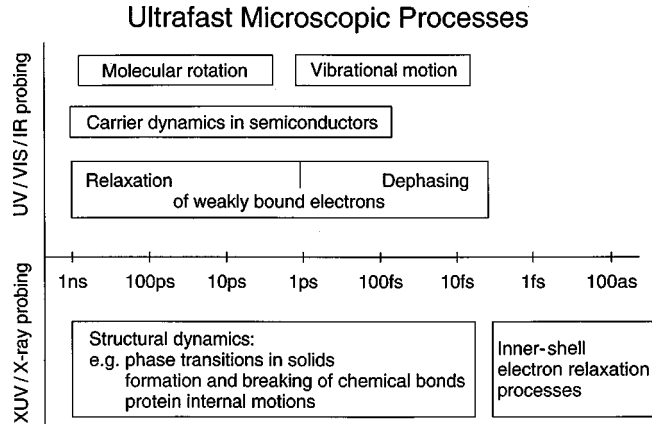 Ultrafast Microscopic Processes
UV/VIS/IR probing
Molecular rotation
Vibrational motion
Carrier dynamics in semiconductors
Relaxation
Dephasing
of weakly bound electrons
1ns 100ps 10ps 1ps 100fs 10fs 1fs 100as
XUV/X-ray probing
Structural dynamics:
e.g. phase transitions in solids
formation and breaking of chemical bonds
protein internal motions
Inner-shell
electron relaxation
processes